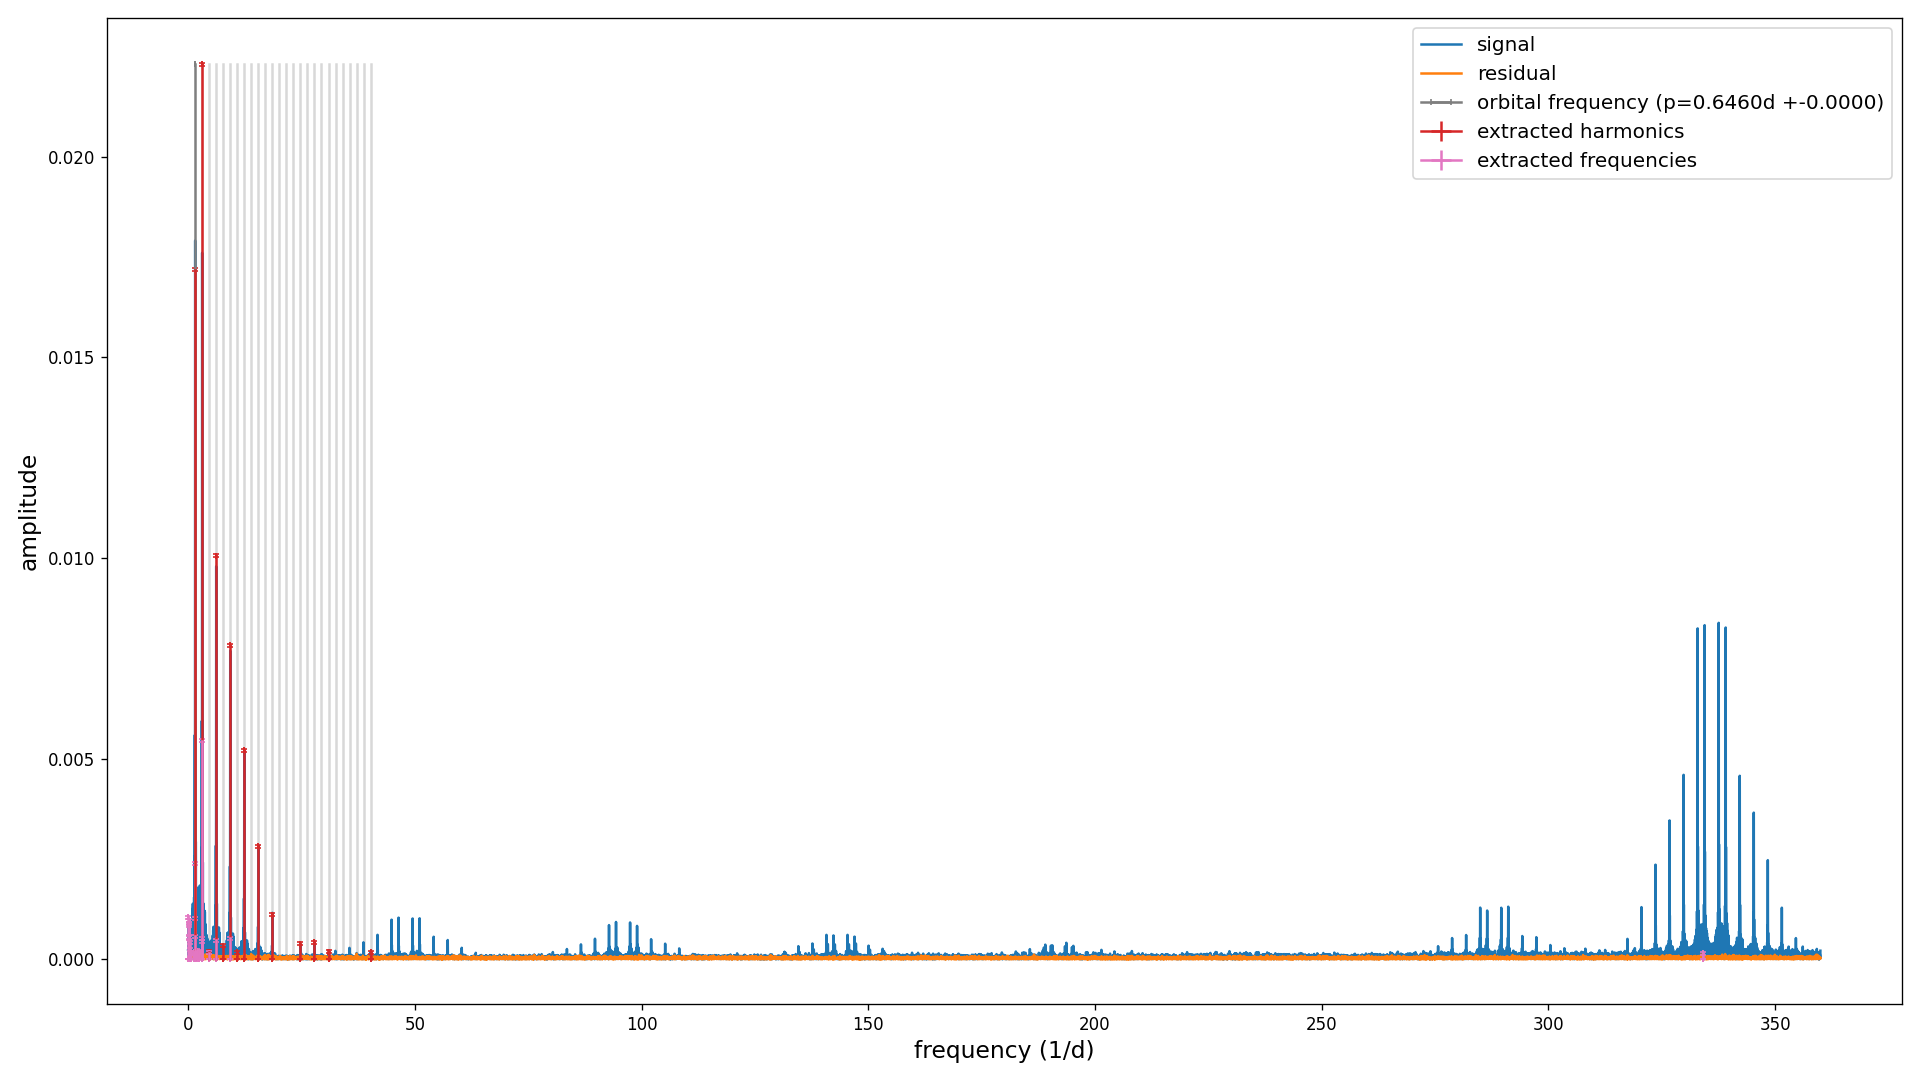 signal
residual
orbital frequency (p=0.6460d +-0.0000)
extracted harmonics
extracted frequencies
amplitude
0.020
0.015
0.010
0.005
0.000
0 50 100 150 200 250 300 350
frequency (1/d)